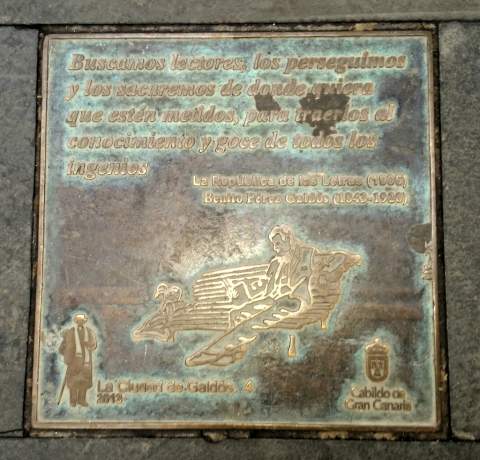 Buscamos lectores, los perseguimos
y los sacaremos de donde quiera
que estén metidos, para traerlos al
conocimiento y goce de todos los
ingenios
La República de las Letras (1905)
Benito Pérez Galdós (1843-1920)
La Ciudad de Galdós. 4
2013
Cabildo de
Gran Canaria